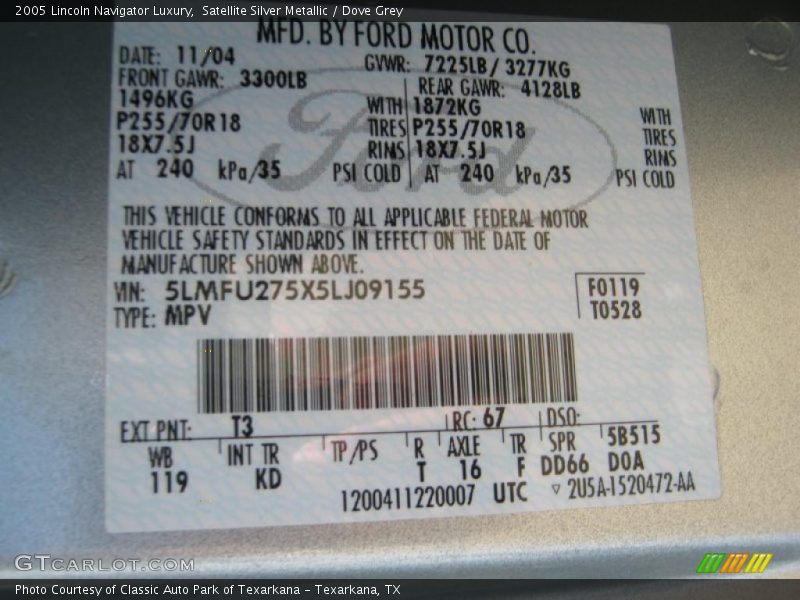 2005 Lincoln Navigator Luxury,  Satellite Silver Metallic / Dove Grey
MFD. BY FORD MOTOR CO.
DATE: 11/04 GVWR: 7225LB / 3277KG
FRONT GAWR: 3300LB REAR GAWR: 4128LB
1496KG WITH 1872KG WITH
P255/70R18 TIRES P255/70R18 TIRES
18X7.5J RIMS 18X7.5J RIMS
AT 240 kPa/35 PSI COLD AT 240 kPa/35 PSI COLD
Ford
THIS VEHICLE CONFORMS TO ALL APPLICABLE FEDERAL MOTOR
VEHICLE SAFETY STANDARDS IN EFFECT ON THE DATE OF
MANUFACTURE SHOWN ABOVE.
VIN: 5LMFU275X5LJ09155 F0119
TYPE: MPV T0528
EXT PNT: T3 RC: 67 DSO:
WB INT TR TP/PS R AXLE TR SPR 5B515
119 KD T 16 F DD66 D0A
1200411220007 UTC ▽ 2U5A-1520472-AA
GTCARLOT.COM
Photo Courtesy of Classic Auto Park of Texarkana – Texarkana, TX